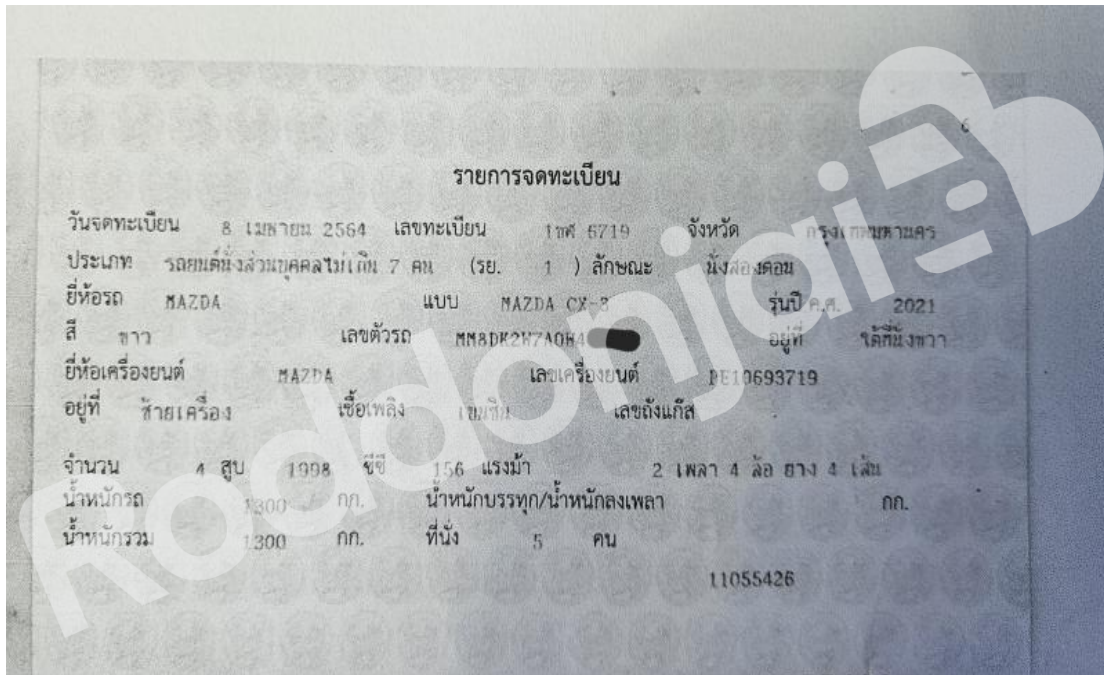 6
รายการจดทะเบียน
วันจดทะเบียน 8 เมษายน 2564 เลขทะเบียน 6719 จังหวัด กรุงเทพมหานคร
ประเภท รถยนต์นั่งส่วนบุคคลไม่เกิน 7 คน (รย. 1 ) ลักษณะ นั่งสองตอน
ยี่ห้อรถ MAZDA แบบ MAZDA CX-3 รุ่นปี ค.ศ. 2021
สี ขาว เลขตัวรถ MM8DK2W7A0W4 อยู่ที่ ใต้ที่นั่งขวา
ยี่ห้อเครื่องยนต์ MAZDA เลขเครื่องยนต์ PE10693719
อยู่ที่ ซ้ายเครื่อง เชื้อเพลิง เบนซิน เลขถังแก๊ส
จำนวน 4 สูบ 1998 ซีซี 156 แรงม้า 2 เพลา 4 ล้อ ยาง 4 เส้น
น้ำหนักรถ 1300 กก. น้ำหนักบรรทุก/น้ำหนักลงเพลา กก.
น้ำหนักรวม 1300 กก. ที่นั่ง 5 คน
11055426
Roddonjai